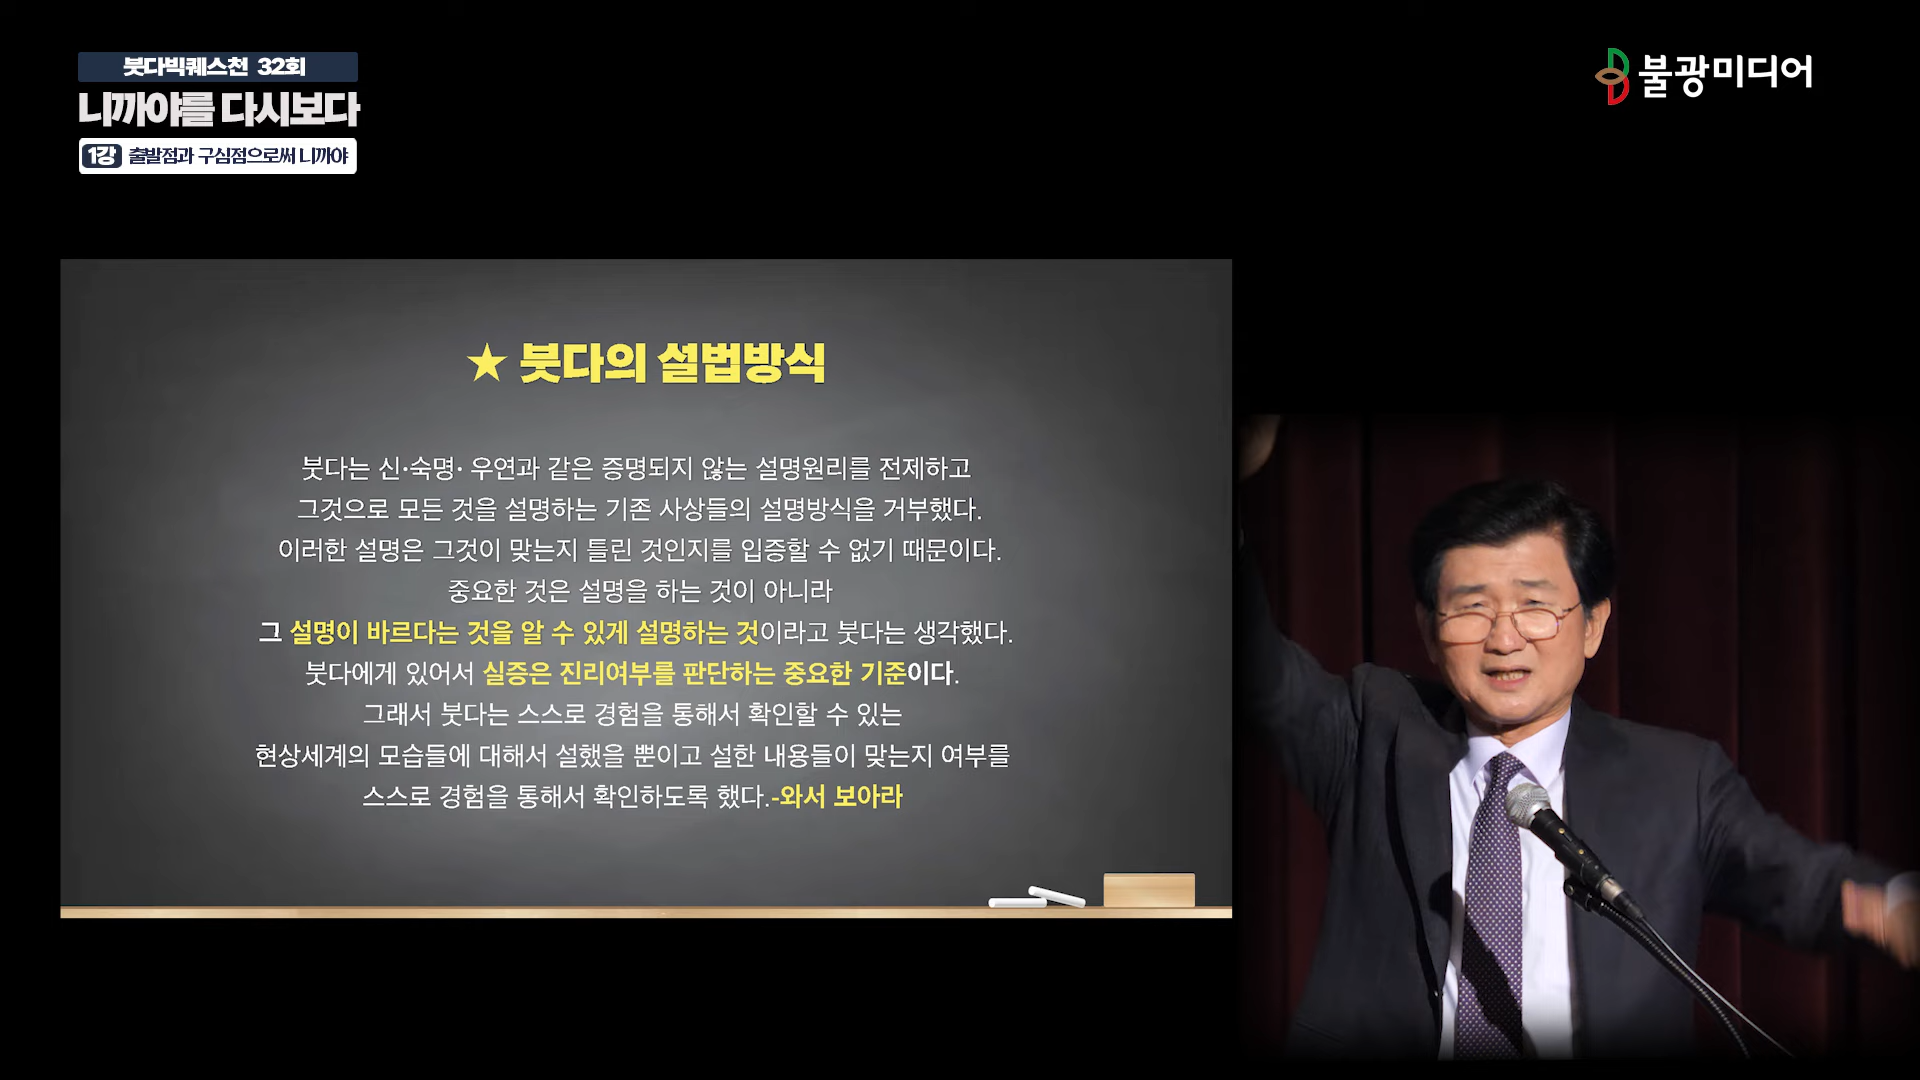 붓다빅퀘스천 32회
니까야를 다시보다
1강 출발점과 구심점으로써 니까야
불광미디어
★ 붓다의 설법방식
붓다는 신·숙명· 우연과 같은 증명되지 않는 설명원리를 전제하고
그것으로 모든 것을 설명하는 기존 사상들의 설명방식을 거부했다.
이러한 설명은 그것이 맞는지 틀린 것인지를 입증할 수 없기 때문이다.
중요한 것은 설명을 하는 것이 아니라
그 설명이 바르다는 것을 알 수 있게 설명하는 것이라고 붓다는 생각했다.
붓다에게 있어서 실증은 진리여부를 판단하는 중요한 기준이다.
그래서 붓다는 스스로 경험을 통해서 확인할 수 있는
현상세계의 모습들에 대해서 설했을 뿐이고 설한 내용들이 맞는지 여부를
스스로 경험을 통해서 확인하도록 했다.-와서 보아라